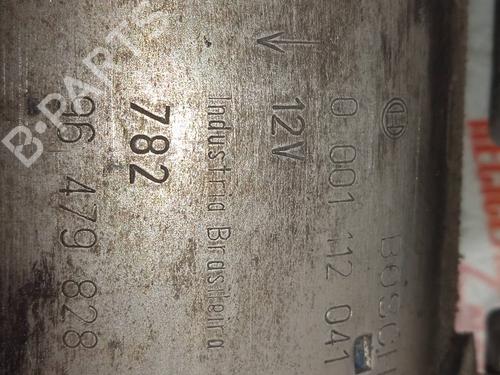 BOSCH
0 001 112 041
12V
Industria Brasileira
782
96 479 828
B-PARTS